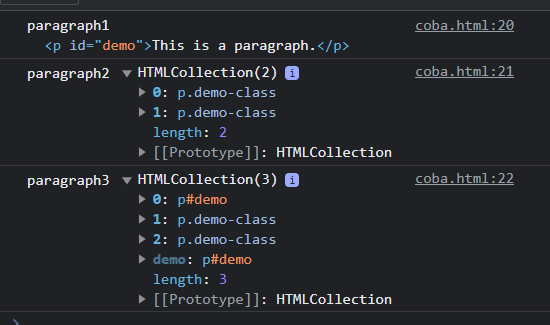 paragraph1 coba.html:20
<p id="demo">This is a paragraph.</p>
paragraph2 ▼ HTMLCollection(2) i coba.html:21
▶ 0: p.demo-class
▶ 1: p.demo-class
length: 2
▶ [[Prototype]]: HTMLCollection
paragraph3 ▼ HTMLCollection(3) i coba.html:22
▶ 0: p#demo
▶ 1: p.demo-class
▶ 2: p.demo-class
▶ demo: p#demo
length: 3
▶ [[Prototype]]: HTMLCollection